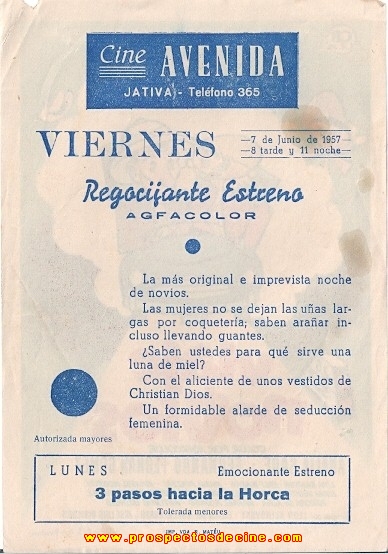 Cine AVENIDA
JATIVA - Teléfono 365
VIERNES
—7 de Junio de 1957—
—8 tarde y 11 noche—
Regocijante Estreno
AGFACOLOR
La más original e imprevista noche
de novios.
Las mujeres no se dejan las uñas lar-
gas por coquetería; saben arañar in-
cluso llevando guantes.
¿Saben ustedes para qué sirve una
luna de miel?
Con el aliciente de unos vestidos de
Christian Dios.
Un formidable alarde de seducción
femenina.
Autorizada mayores
LUNES Emocionante Estreno
3 pasos hacia la Horca
Tolerada menores
IMP. VDA. B. MATÉU
www.prospectosdecine.com